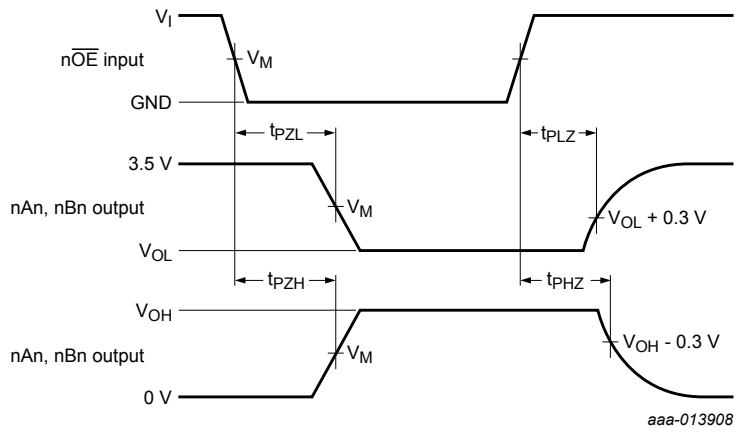 V_I
nO̅E̅ input
V_M
GND
t_PZL
t_PLZ
3.5 V
nAn, nBn output
V_M
V_OL + 0.3 V
V_OL
t_PZH
t_PHZ
V_OH
nAn, nBn output
V_M
V_OH - 0.3 V
0 V
aaa-013908